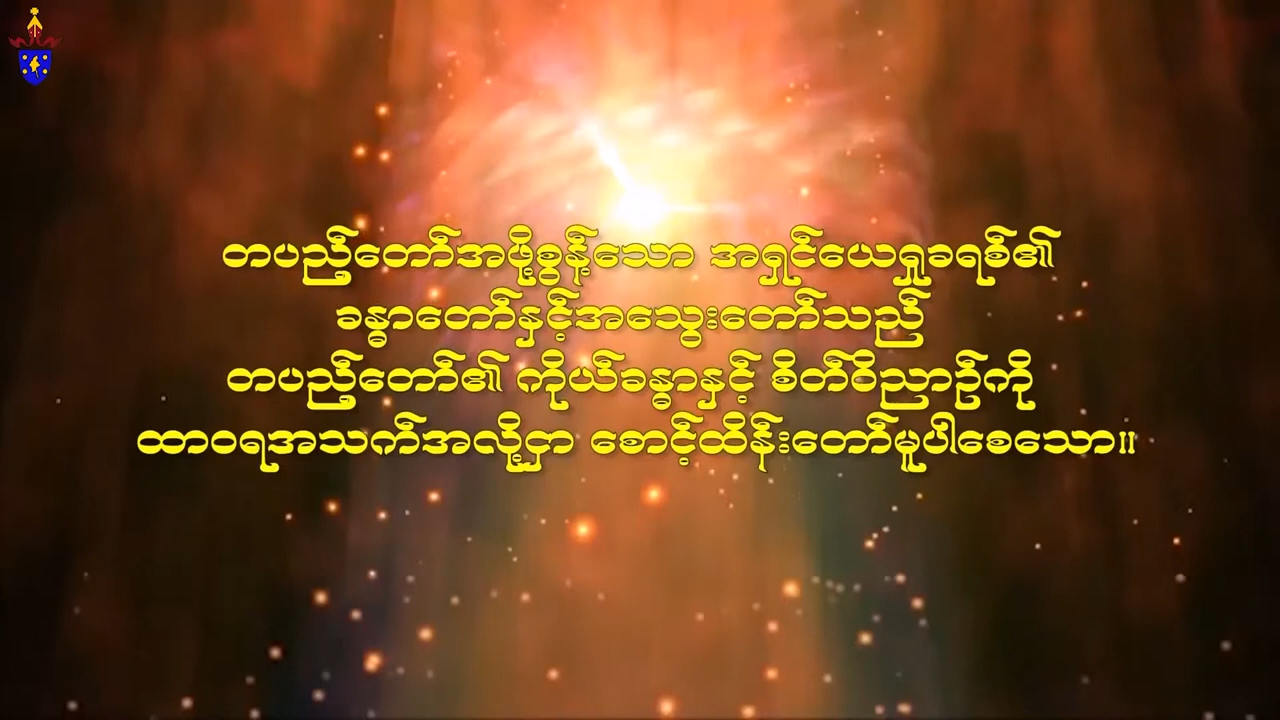 တပည့်တော်အဖို့စွန့်သော အရှင်ယေရှုခရစ်၏
ခန္ဓာတော်နှင့်အသွေးတော်သည်
တပည့်တော်၏ ကိုယ်ခန္ဓာနှင့် စိတ်ဝိညာဥ်ကို
ထာဝရအသက်အလို့ငှာ စောင့်ထိန်းတော်မူပါစေသော။